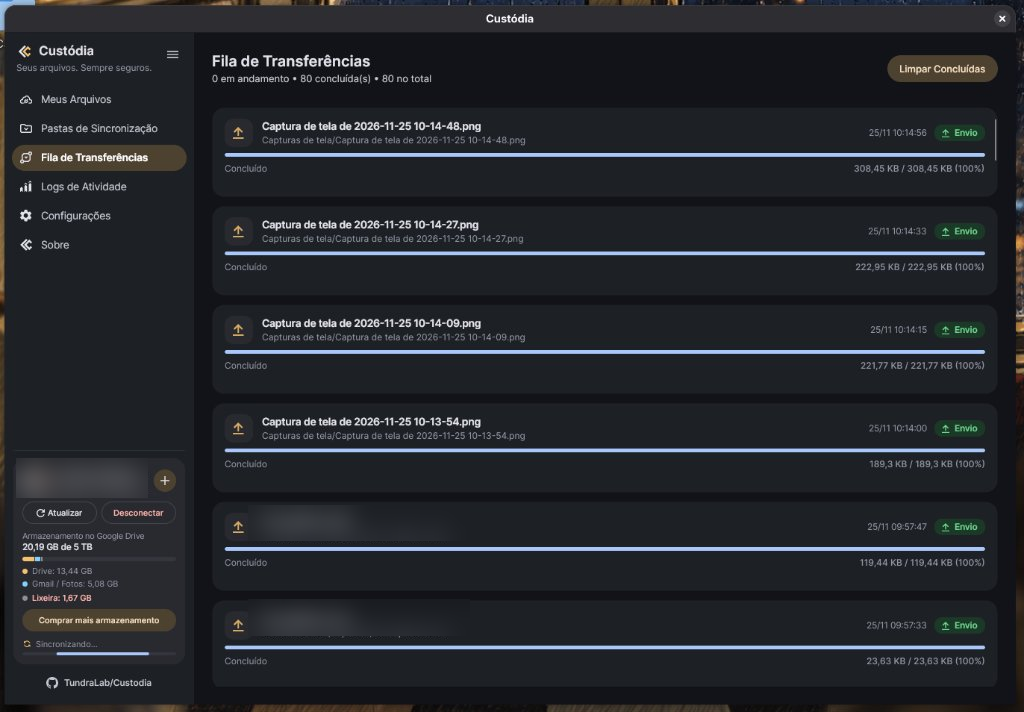 Custódia
Custódia
Seus arquivos. Sempre seguros.
Meus Arquivos
Pastas de Sincronização
Fila de Transferências
Logs de Atividade
Configurações
Sobre
Atualizar
Desconectar
Armazenamento no Google Drive
20,19 GB de 5 TB
Drive: 13,44 GB
Gmail / Fotos: 5,08 GB
Lixeira: 1,67 GB
Comprar mais armazenamento
Sincronizando...
TundraLab/Custodia
Fila de Transferências
0 em andamento • 80 concluída(s) • 80 no total
Limpar Concluídas
Captura de tela de 2026-11-25 10-14-48.png
Capturas de tela/Captura de tela de 2026-11-25 10-14-48.png
25/11 10:14:56 Envio
Concluído 308,45 KB / 308,45 KB (100%)
Captura de tela de 2026-11-25 10-14-27.png
Capturas de tela/Captura de tela de 2026-11-25 10-14-27.png
25/11 10:14:33 Envio
Concluído 222,95 KB / 222,95 KB (100%)
Captura de tela de 2026-11-25 10-14-09.png
Capturas de tela/Captura de tela de 2026-11-25 10-14-09.png
25/11 10:14:15 Envio
Concluído 221,77 KB / 221,77 KB (100%)
Captura de tela de 2026-11-25 10-13-54.png
Capturas de tela/Captura de tela de 2026-11-25 10-13-54.png
25/11 10:14:00 Envio
Concluído 189,3 KB / 189,3 KB (100%)
25/11 09:57:47 Envio
Concluído 119,44 KB / 119,44 KB (100%)
25/11 09:57:33 Envio
Concluído 23,63 KB / 23,63 KB (100%)